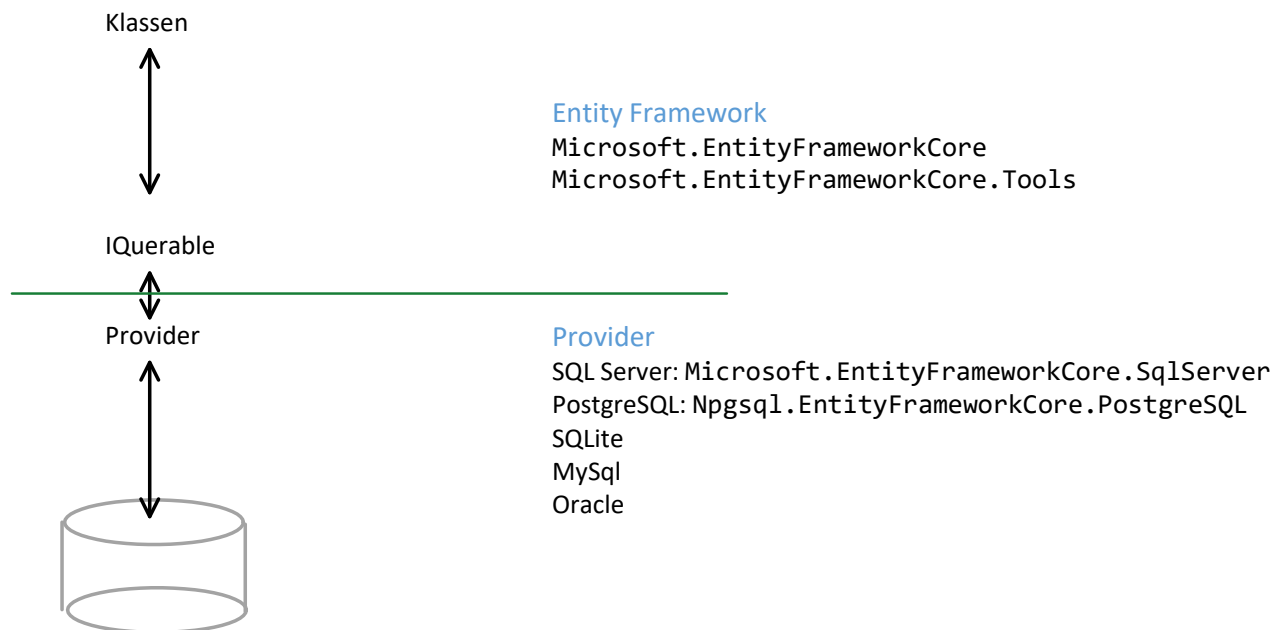 Klassen
Entity Framework
Microsoft.EntityFrameworkCore
Microsoft.EntityFrameworkCore.Tools
IQuerable
Provider
Provider
SQL Server: Microsoft.EntityFrameworkCore.SqlServer
PostgreSQL: Npgsql.EntityFrameworkCore.PostgreSQL
SQLite
MySql
Oracle